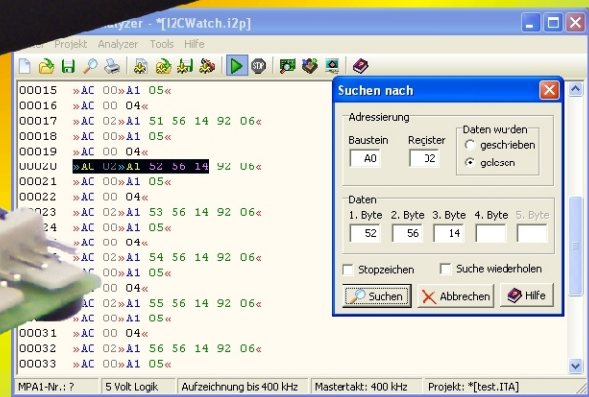 alyzer - *[I2CWatch.i2p]
Projekt Analyzer Tools Hilfe
STOP
00015 »AC 00»A1 05«
00016 »AC 00 04«
00017 »AC 02»A1 51 56 14 92 06«
00018 »AC 00»A1 05«
00019 »AC 00 04«
00020 »AC 02»A1 52 56 14 92 06«
00021 »AC 00»A1 05«
00022 »AC 00 04«
023 »AC 02»A1 53 56 14 92 06«
24 »AC 00»A1 05«
»AC 00 04«
»AC 02»A1 54 56 14 92 06«
»AC 00»A1 05«
00 04«
02»A1 55 56 14 92 06«
»AC 00»A1 05«
00031 »AC 00 04«
00032 »AC 02»A1 56 56 14 92 06«
00033 »AC 00»A1 05«
Suchen nach
Adressierung
Baustein Register Daten wurden
A0 02 geschrieben
gelesen
Daten
1. Byte 2. Byte 3. Byte 4. Byte 5. Byte
52 56 14
Stopzeichen Suche wiederholen
Suchen Abbrechen Hilfe
MPA1-Nr.: ? 5 Volt Logik Aufzeichnung bis 400 kHz Mastertakt: 400 kHz Projekt: *[test.ITA]